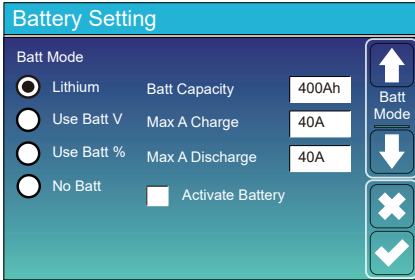 Battery Setting
Batt Mode
Lithium
Batt Capacity
400Ah
Use Batt V
Max A Charge
40A
Use Batt %
Max A Discharge
40A
No Batt
Activate Battery
Batt
Mode